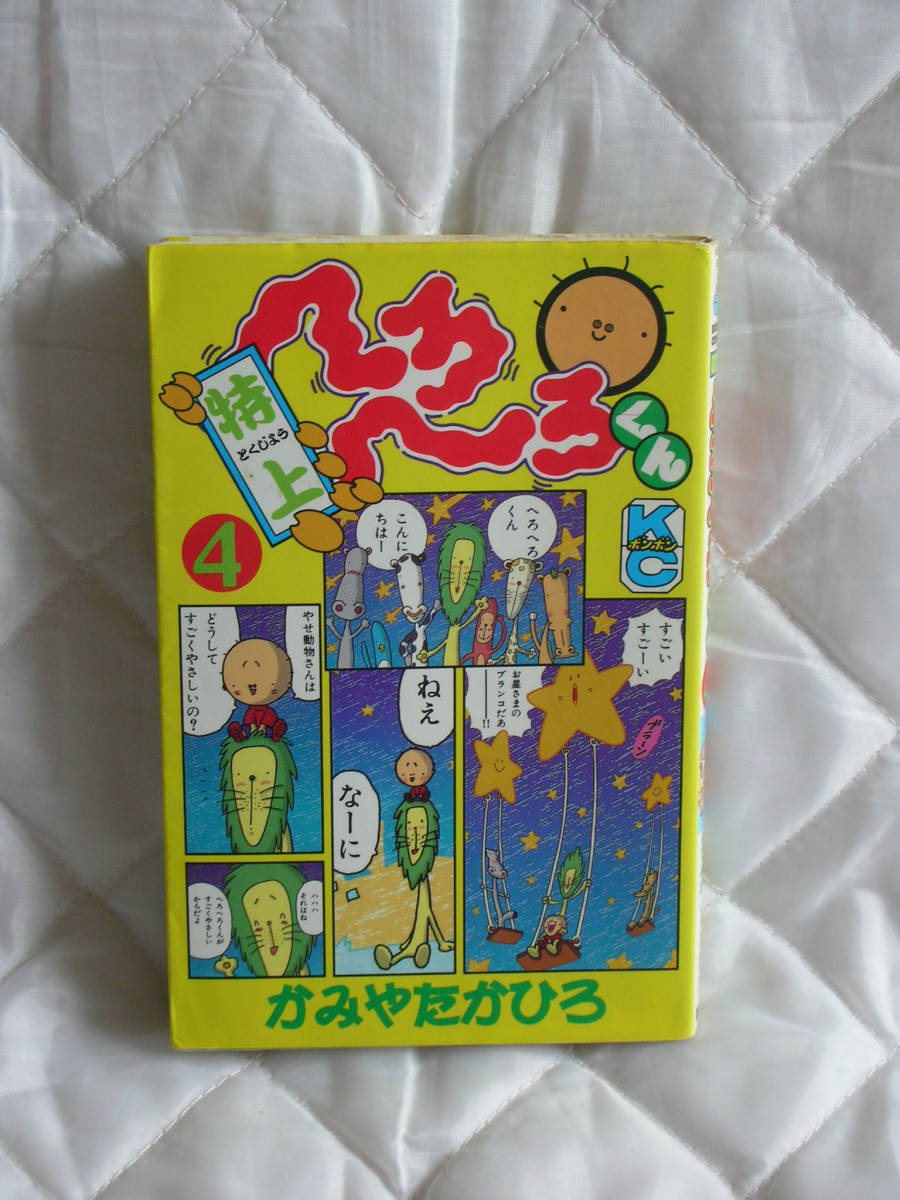 へろへろくん
特上
とくじょう
4
KC
ボンボン
へろへろ
くん
こんに
ちはー
すごい
すごーい
お星さまの
ブランコだあ
――!!
ブラーン
やせ動物さんは
どうして
すごくやさしいの？
ねえ
なーに
ハハハ
それはね
へろへろくんが
すごくやさしい
からだよ
かみやたかひろ